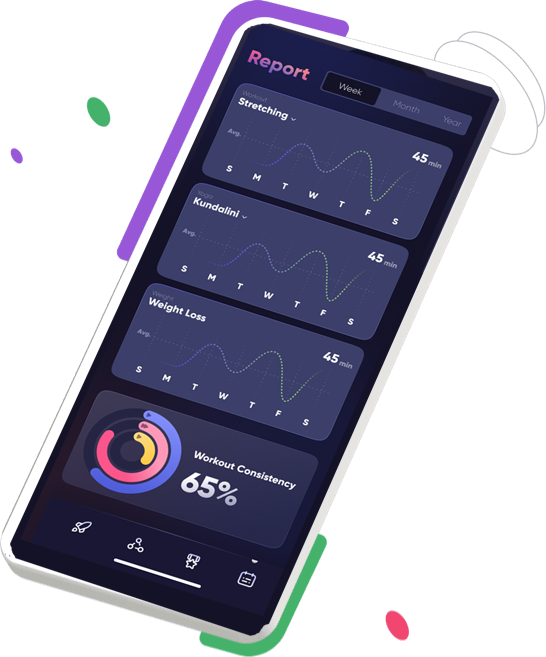 Report
Week Month Year
Workout
Stretching
Avg.
45 min
S M T W T F S
Yoga
Kundalini
Avg.
45 min
S M T W T F S
Weight
Weight Loss
Avg.
45 min
S M T W T F S
Workout Consistency
65%